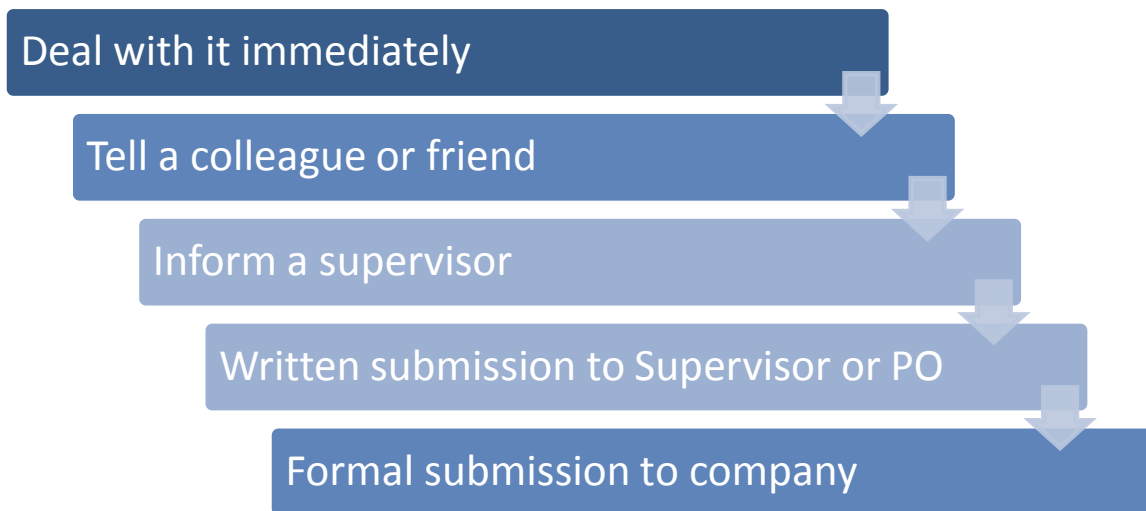 Deal with it immediately
Tell a colleague or friend
Inform a supervisor
Written submission to Supervisor or PO
Formal submission to company